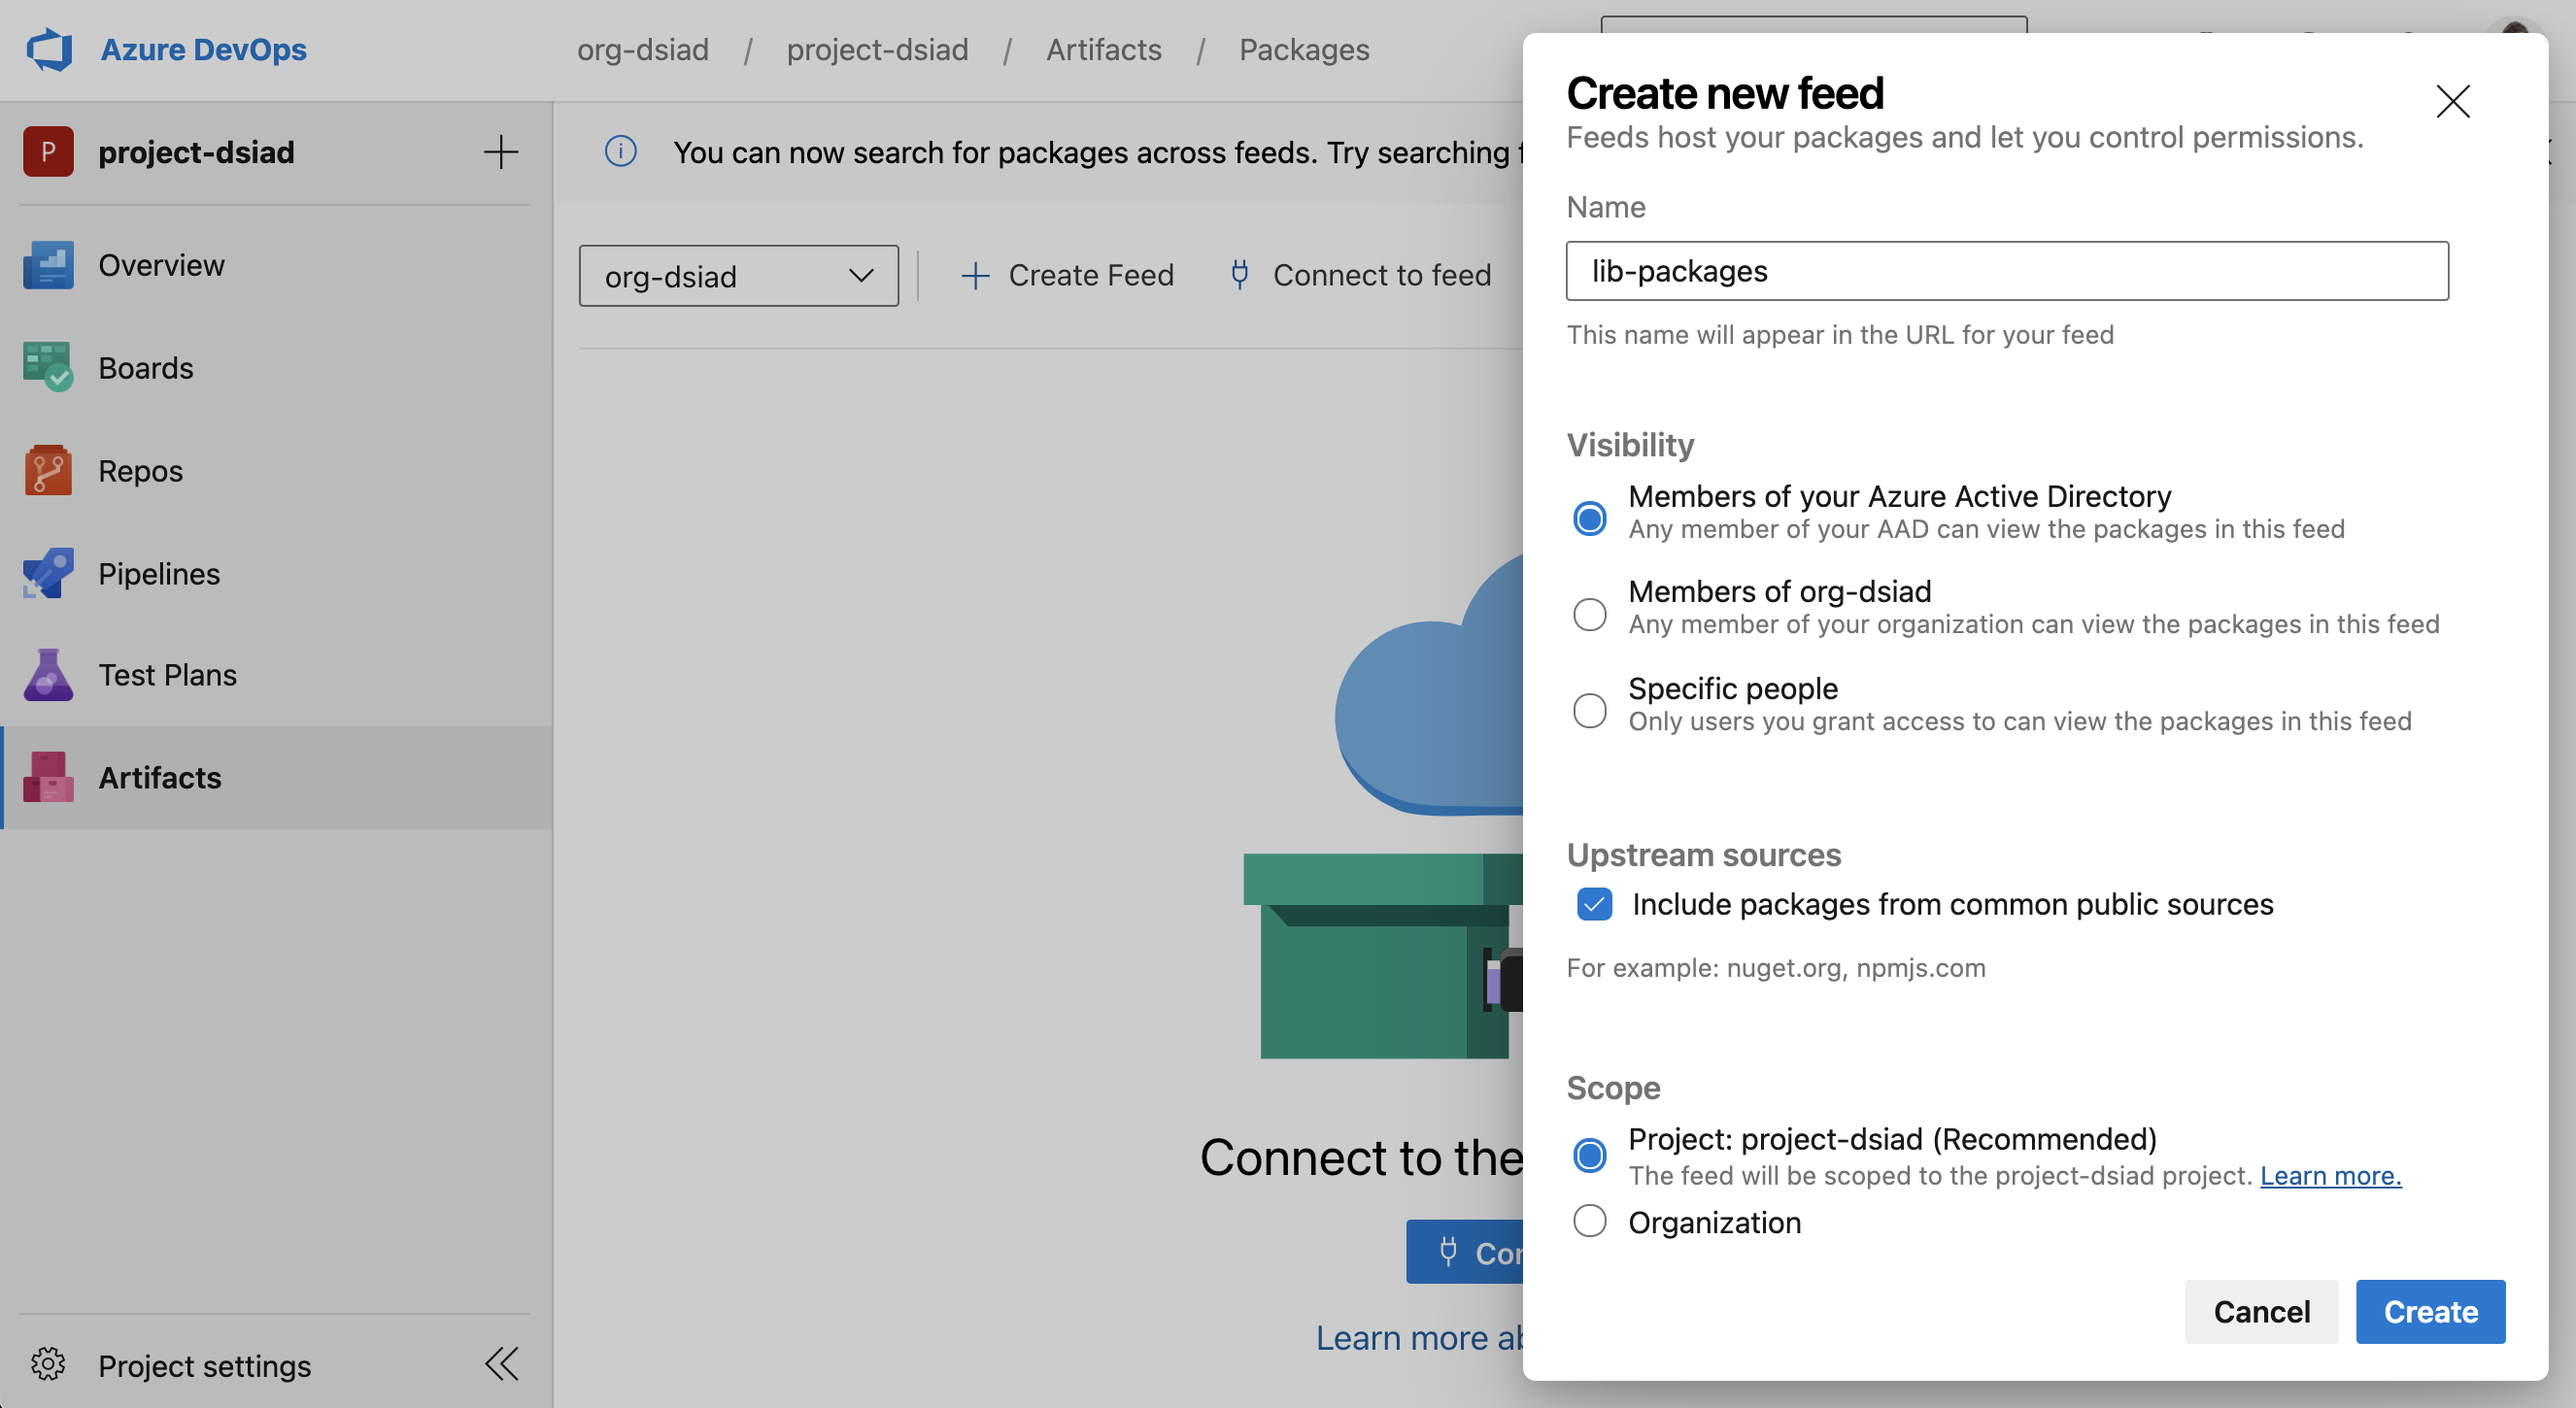 Azure DevOps
org-dsiad / project-dsiad / Artifacts / Packages
P project-dsiad
Overview
Boards
Repos
Pipelines
Test Plans
Artifacts
Project settings
You can now search for packages across feeds. Try searching
org-dsiad
Create Feed
Connect to feed
Connect to the
Learn more
Create new feed
Feeds host your packages and let you control permissions.
Name
lib-packages
This name will appear in the URL for your feed
Visibility
Members of your Azure Active Directory
Any member of your AAD can view the packages in this feed
Members of org-dsiad
Any member of your organization can view the packages in this feed
Specific people
Only users you grant access to can view the packages in this feed
Upstream sources
Include packages from common public sources
For example: nuget.org, npmjs.com
Scope
Project: project-dsiad (Recommended)
The feed will be scoped to the project-dsiad project. Learn more.
Organization
Cancel
Create